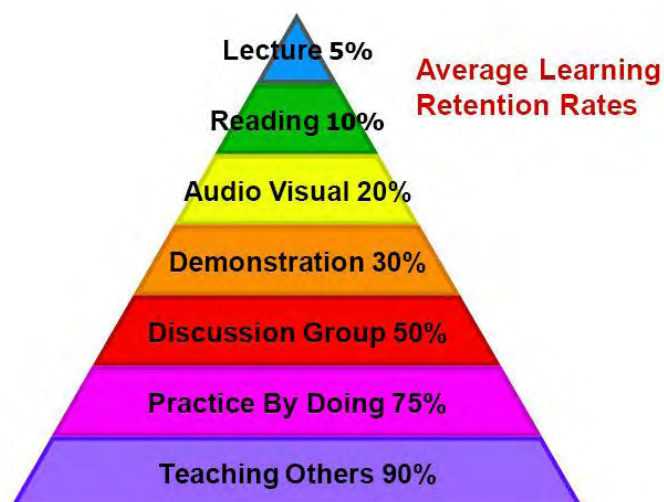 Lecture 5%
Average Learning
Retention Rates
Reading 10%
Audio Visual 20%
Demonstration 30%
Discussion Group 50%
Practice By Doing 75%
Teaching Others 90%